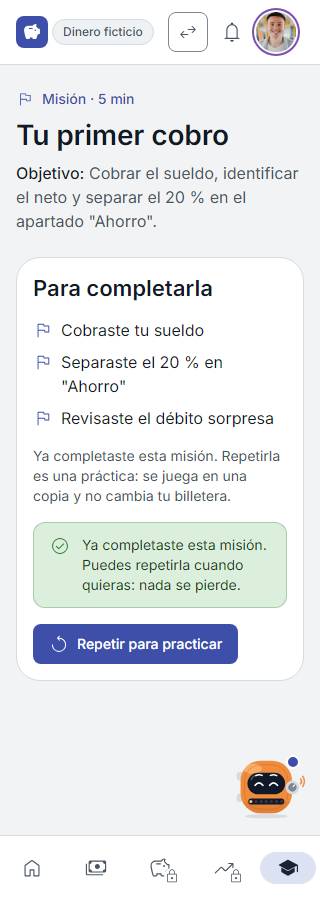 Dinero ficticio
Misión · 5 min
Tu primer cobro
Objetivo: Cobrar el sueldo, identificar
el neto y separar el 20 % en el
apartado "Ahorro".
Para completarla
Cobraste tu sueldo
Separaste el 20 % en
"Ahorro"
Revisaste el débito sorpresa
Ya completaste esta misión. Repetirla
es una práctica: se juega en una
copia y no cambia tu billetera.
Ya completaste esta misión.
Puedes repetirla cuando
quieras: nada se pierde.
Repetir para practicar